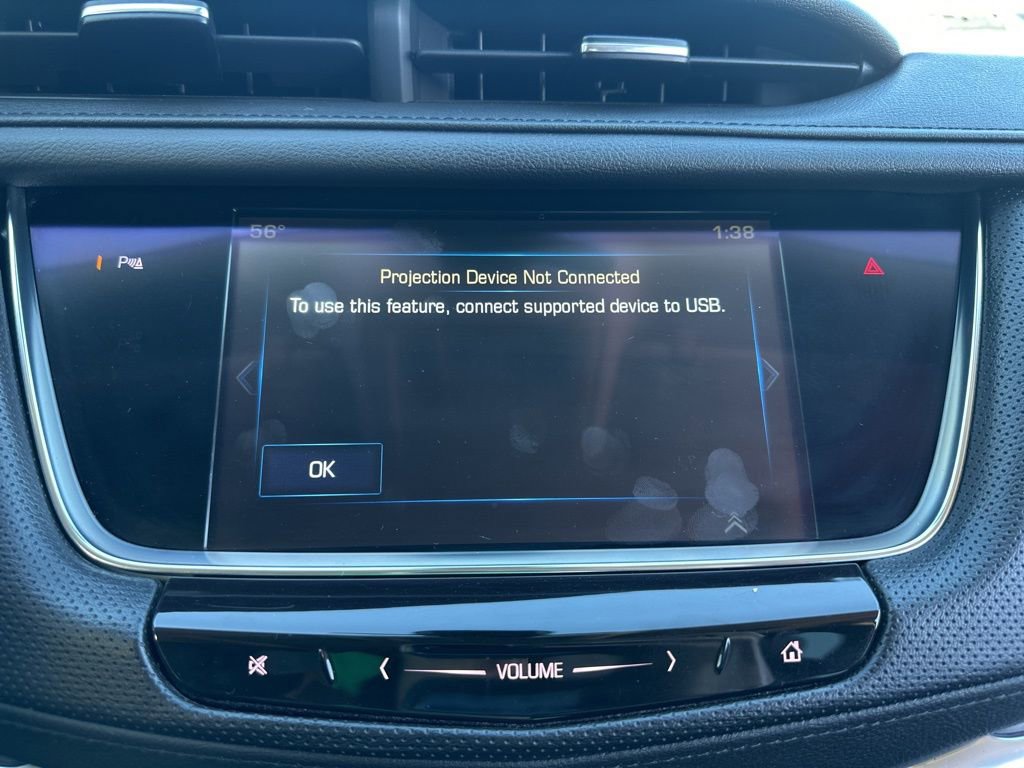 56° 1:38
P
Projection Device Not Connected
To use this feature, connect supported device to USB.
OK
VOLUME